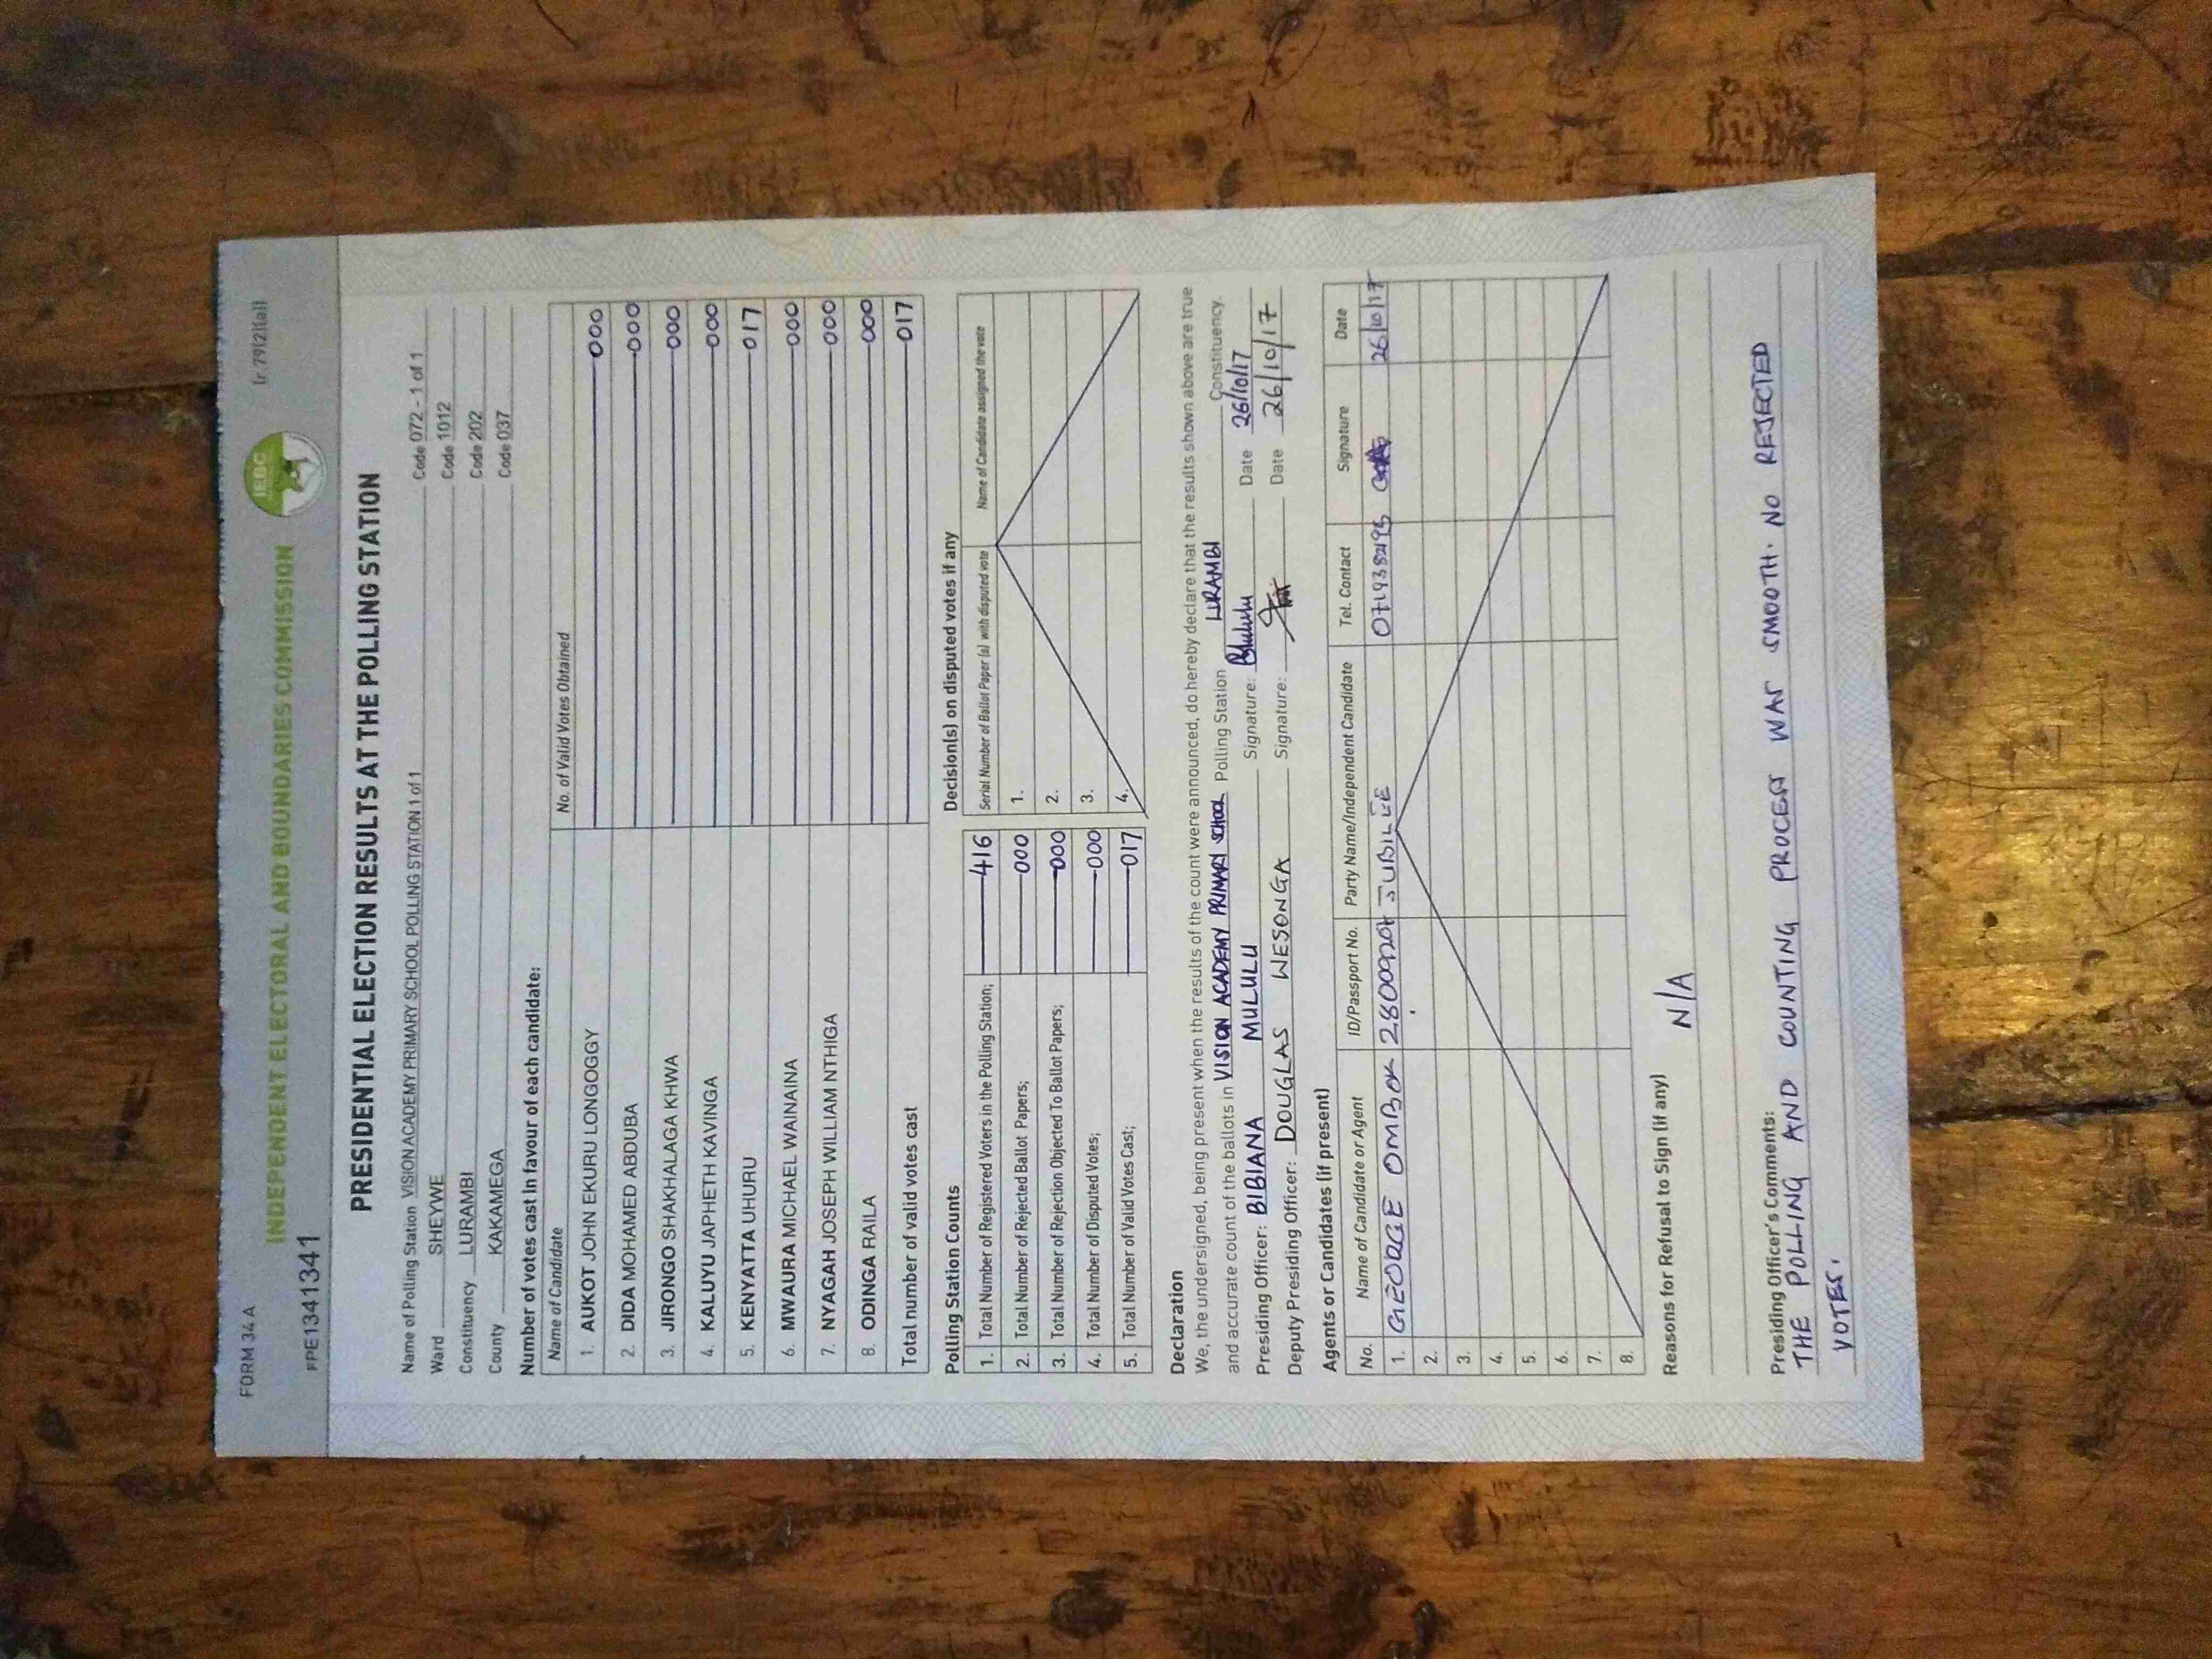 FORM 34 A
(r.79(2)(a))
INDEPENDENT ELECTORAL AND BOUNDARIES COMMISSION
IEBC
FPE1341341
PRESIDENTIAL ELECTION RESULTS AT THE POLLING STATION
Name of Polling Station VISION ACADEMY PRIMARY SCHOOL POLLING STATION 1 of 1 Code 072 - 1 of 1
Ward SHEYWE Code 1012
Constituency LURAMBI Code 202
County KAKAMEGA Code 037
Number of votes cast in favour of each candidate:
Name of Candidate No. of Valid Votes Obtained
1. AUKOT JOHN EKURU LONGOGGY 000
2. DIDA MOHAMED ABDUBA 000
3. JIRONGO SHAKHALAGA KHWA 000
4. KALUYU JAPHETH KAVINGA 000
5. KENYATTA UHURU 017
6. MWAURA MICHAEL WAINAINA 000
7. NYAGAH JOSEPH WILLIAM NTHIGA 000
8. ODINGA RAILA 000
Total number of valid votes cast 017
Polling Station Counts
1. Total Number of Registered Voters in the Polling Station; 416
2. Total Number of Rejected Ballot Papers; 000
3. Total Number of Rejection Objected To Ballot Papers; 000
4. Total Number of Disputed Votes; 000
5. Total Number of Valid Votes Cast; 017
Decision(s) on disputed votes if any
Serial Number of Ballot Paper (s) with disputed vote Name of Candidate assigned the vote
1.
2.
3.
4.
Declaration
We, the undersigned, being present when the results of the count were announced, do hereby declare that the results shown above are true
and accurate count of the ballots in VISION ACADEMY PRIMARY SCHOOL Polling Station LURAMBI Constituency.
Presiding Officer: BIBIANA MULULU Signature: Date 26/10/17
Deputy Presiding Officer: DOUGLAS WESONGA Signature: Date 26/10/17
Agents or Candidates (if present)
No. Name of Candidate or Agent ID/Passport No. Party Name/Independent Candidate Tel. Contact Signature Date
1. GEORGE OMBOK JUBILEE 26/10/17
2.
3.
4.
5.
6.
7.
8.
Reasons for Refusal to Sign (if any)
N/A
Presiding Officer's Comments:
THE POLLING AND COUNTING PROCESS WAS SMOOTH. NO REJECTED
VOTES.